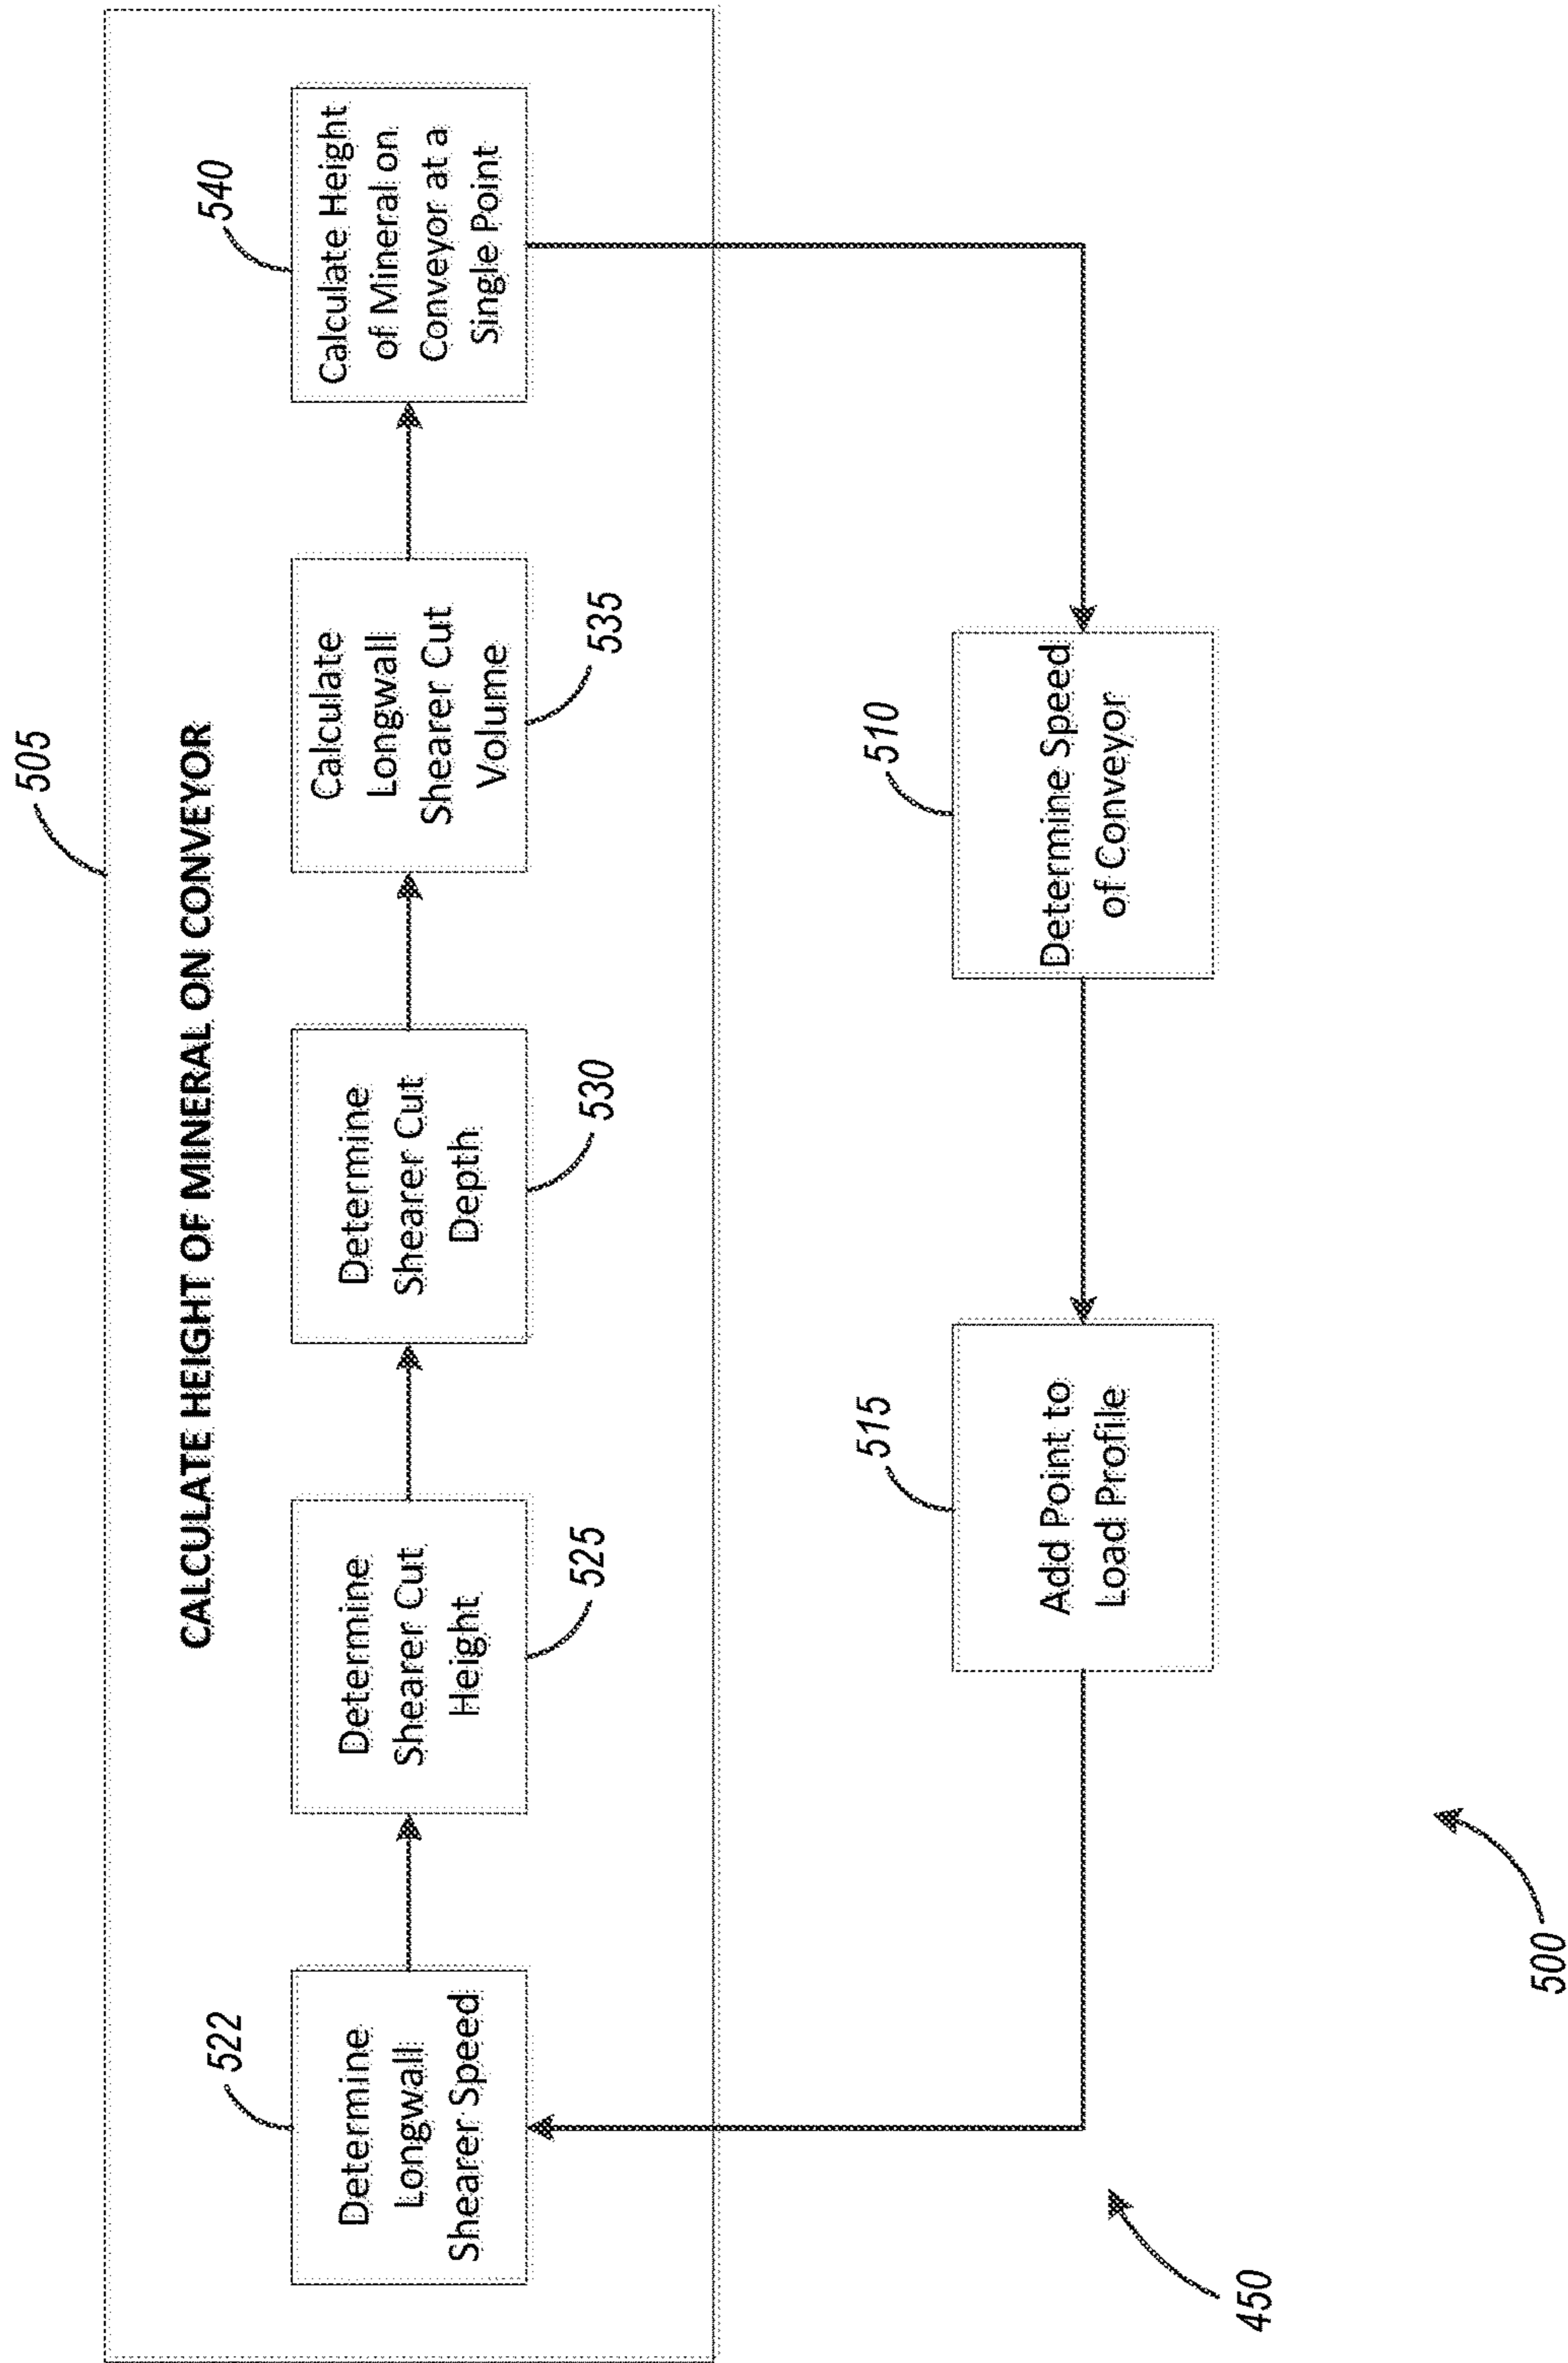 505
CALCULATE HEIGHT OF MINERAL ON CONVEYOR
522
Determine
Longwall
Shearer Speed
Determine
Shearer Cut
Height
525
Determine
Shearer Cut
Depth
530
Calculate
Longwall
Shearer Cut
Volume
535
540
Calculate Height
of Mineral on
Conveyor at a
Single Point
515
Add Point to
Load Profile
510
Determine Speed
of Conveyor
450
500